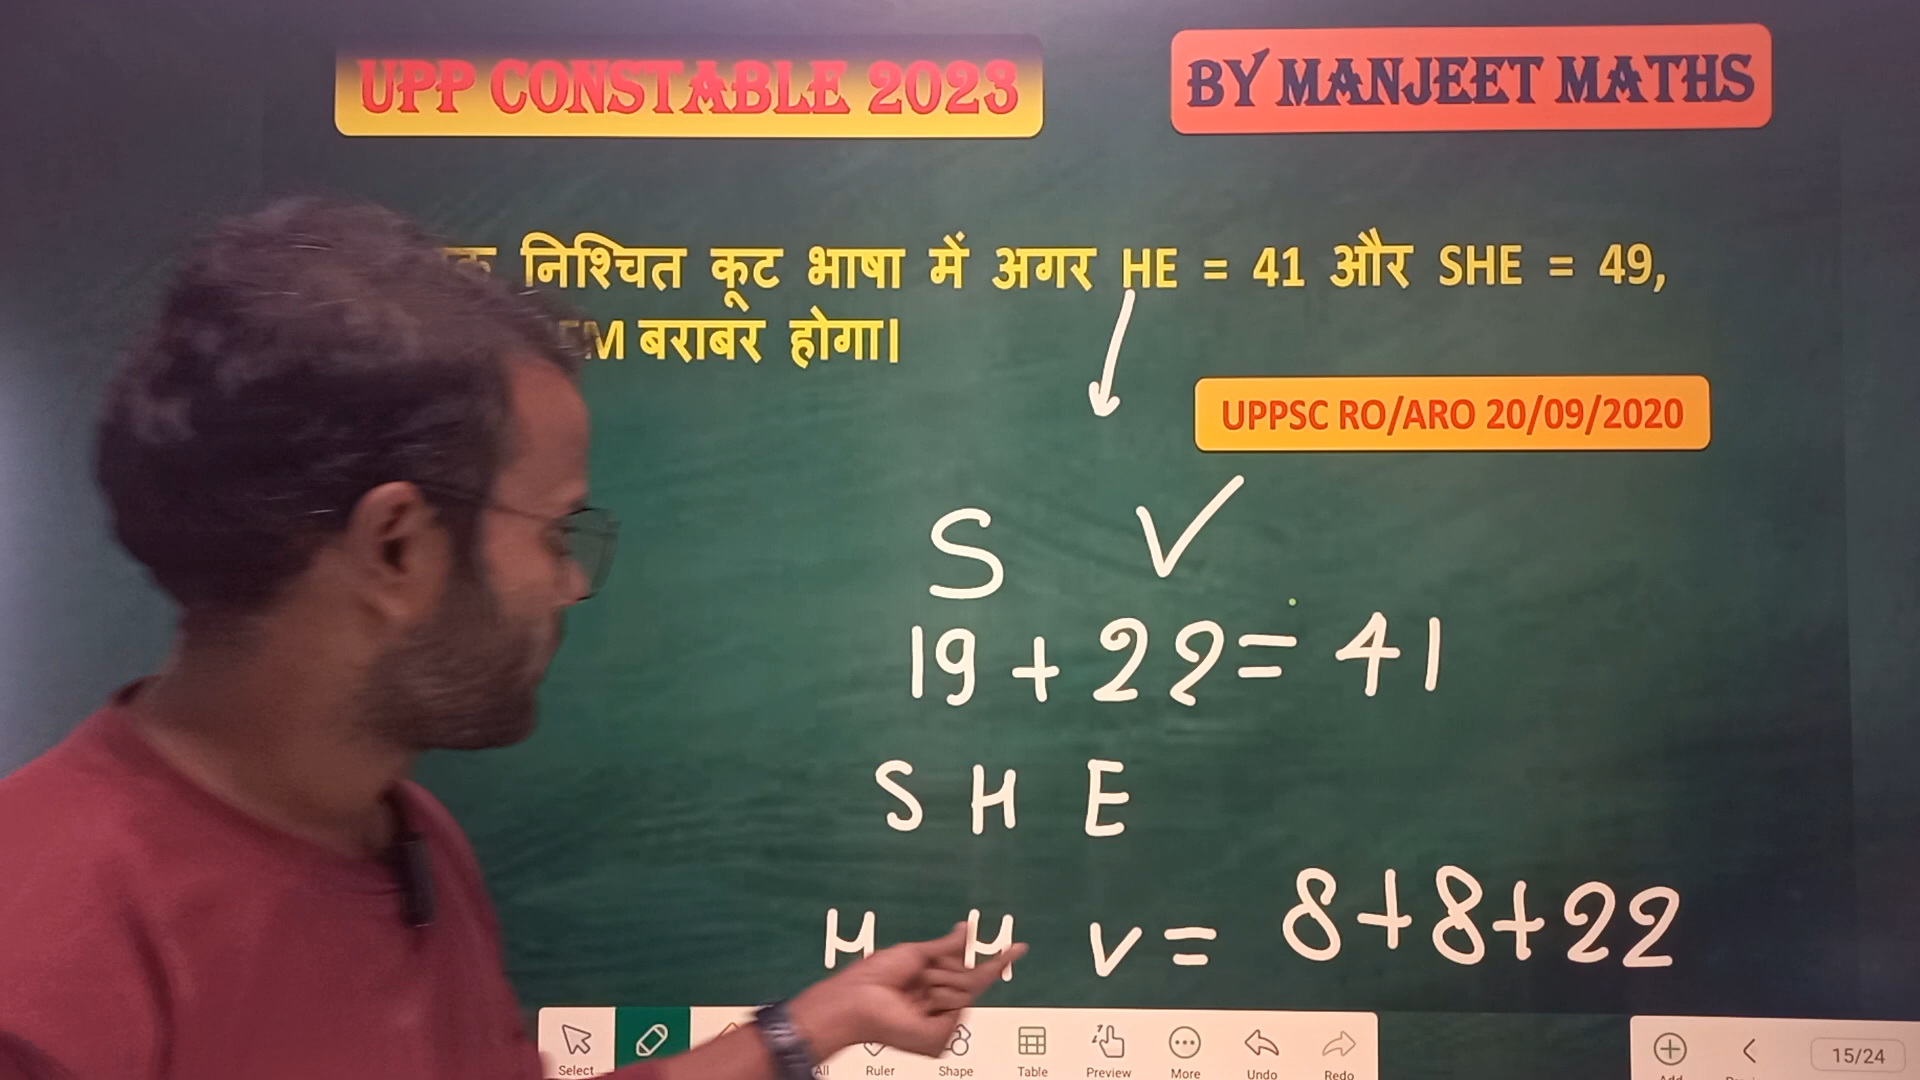 UPP CONSTABLE 2023
BY MANJEET MATHS
निश्चित कूट भाषा में अगर HE = 41 और SHE = 49,
बराबर होगा।
UPPSC RO/ARO 20/09/2020
S V
19 + 22 = 41
S H E
H H V = 8+8+22
Select
All
Ruler
Shape
Table
Preview
More
Undo
Redo
15/24